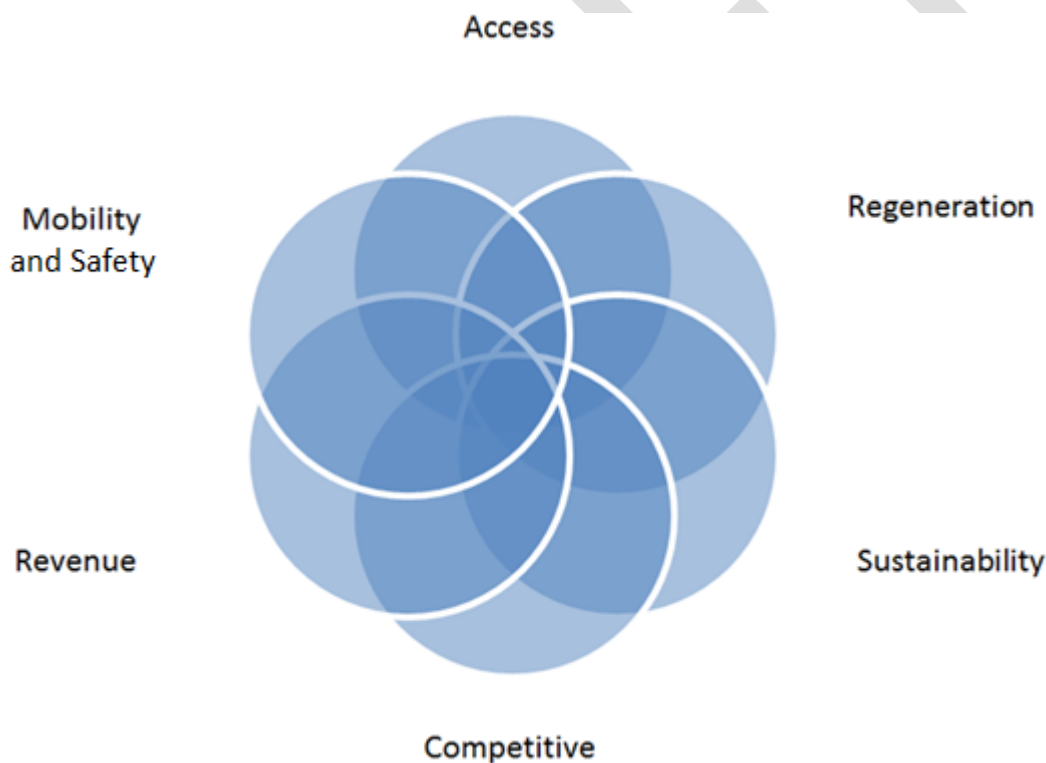 Access
Regeneration
Mobility
and Safety
Revenue
Sustainability
Competitive